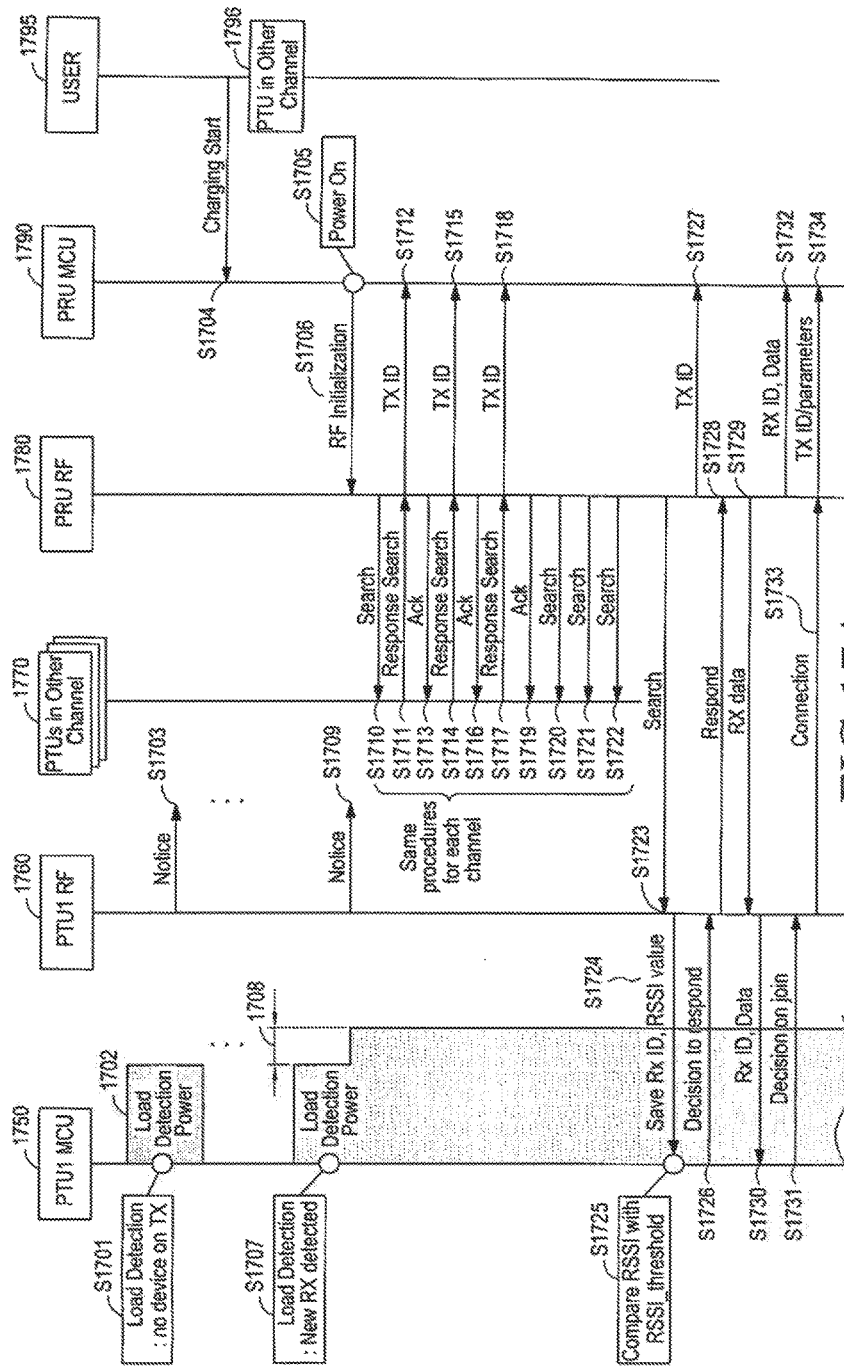 1750
PTU1 MCU
1760
PTU1 RF
1770
PTUs in Other
Channel
1780
PRU RF
1790
PRU MCU
1795
USER
S1701
Load Detection
: no device on TX
1702
Load
Detection
Power
Notice
S1703
Charging Start
S1704
1796
PTU in Other
Channel
S1705
Power On
S1706
RF Initialization
S1707
Load Detection
: New RX detected
Load
Detection
Power
1708
Notice
S1709
Same
procedures
for each
channel
S1710
Search
S1711
Response Search
TX ID
S1712
S1713
Ack
S1714
Response Search
TX ID
S1715
S1716
Ack
S1717
Response Search
TX ID
S1718
S1719
Ack
S1720
Search
S1721
Search
S1722
Search
Search
S1723
S1724
Save Rx ID, RSSI value
S1725
Compare RSSI with
RSSI_threshold
Decision to respond
S1726
TX ID
S1727
Respond
S1728
RX data
S1729
Rx ID, Data
S1730
Decision on join
S1731
RX ID, Data
S1732
Connection
S1733
TX ID/parameters
S1734